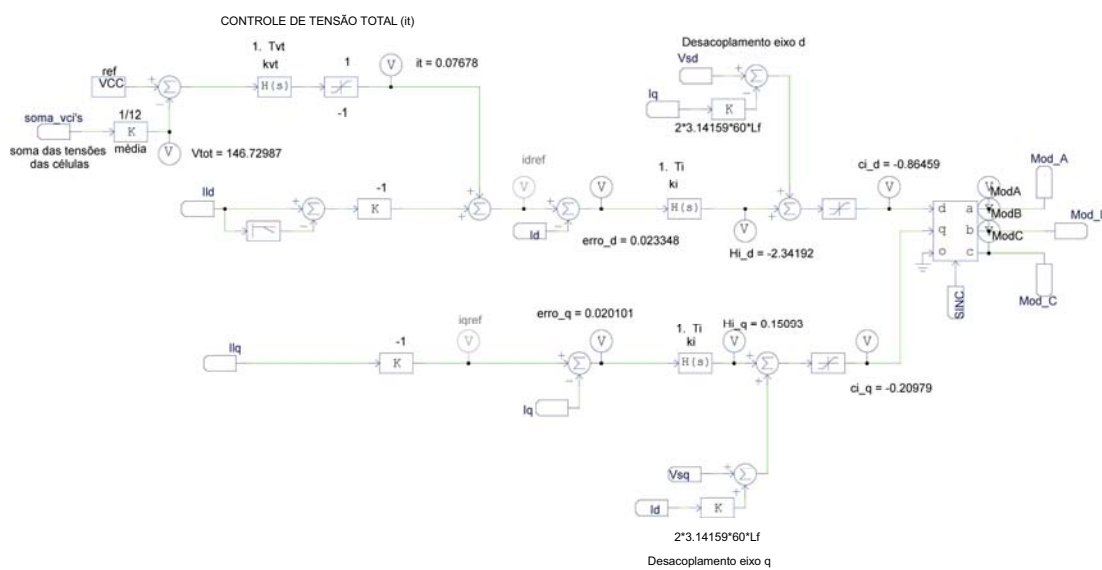 CONTROLE DE TENSÃO TOTAL (it)
1. Tvt
kvt
1
it = 0.07678
V
ref
VCC
H(s)
-1
soma_vci's
1/12
K
média
soma das tensões
das células
V
Vtot = 146.72987
Desacoplamento eixo d
Vsd
Iq
K
2*3.14159*60*Lf
Ild
-1
K
idref
V
V
Id
erro_d = 0.023348
1. Ti
ki
H(s)
V
Hi_d = -2.34192
ci_d = -0.86459
V
Mod_A
V
ModA
ModB
ModC
d
q
o
a
b
c
Mod_C
SINC
Ilq
-1
K
iqref
V
erro_q = 0.020101
V
Iq
1. Ti
ki
H(s)
Hi_q = 0.15093
V
V
ci_q = -0.20979
Vsq
Id
K
2*3.14159*60*Lf
Desacoplamento eixo q